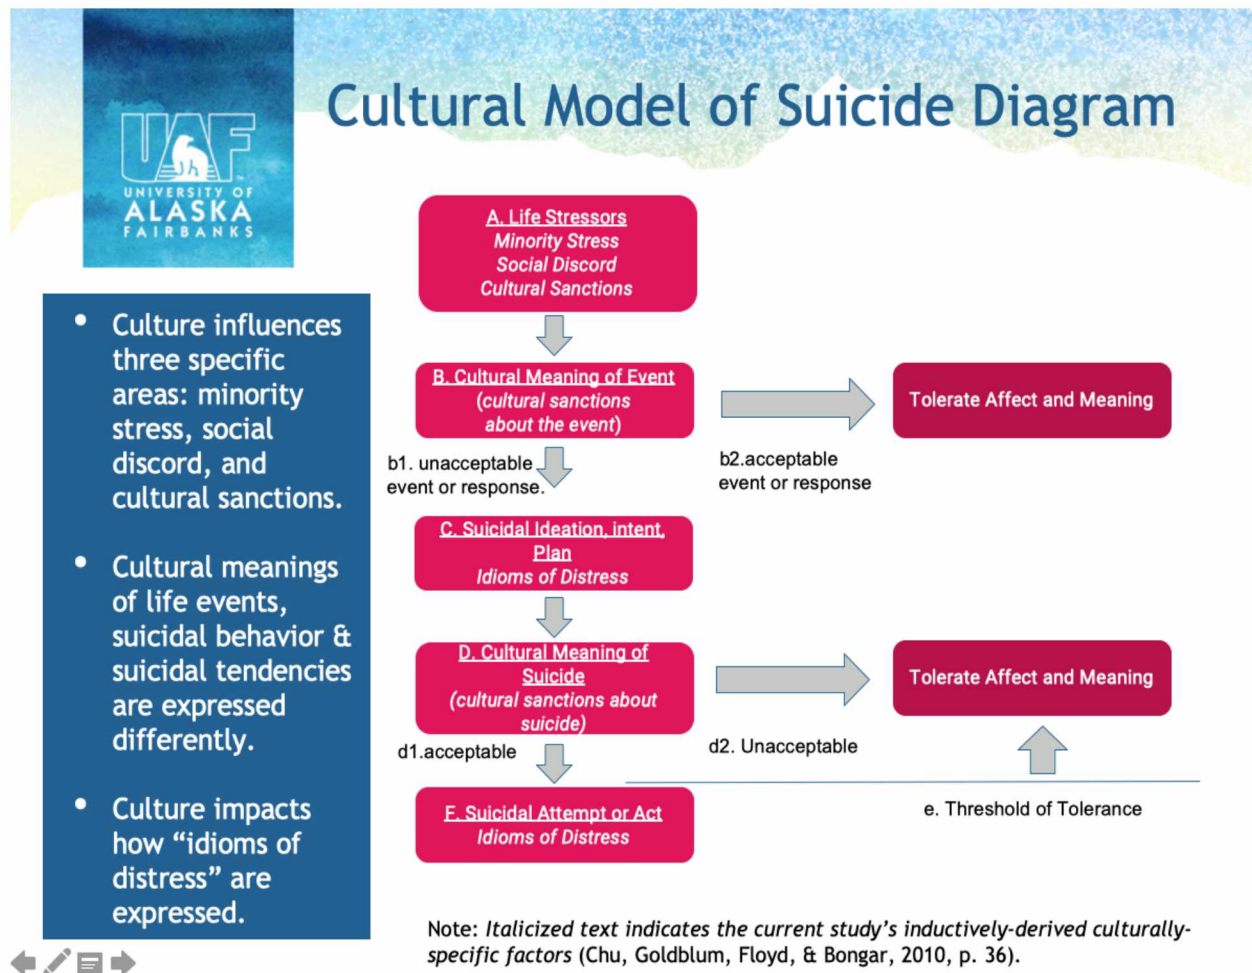 Cultural Model of Suicide Diagram
UAF
UNIVERSITY OF
ALASKA
FAIRBANKS
• Culture influences
three specific
areas: minority
stress, social
discord, and
cultural sanctions.
• Cultural meanings
of life events,
suicidal behavior &
suicidal tendencies
are expressed
differently.
• Culture impacts
how “idioms of
distress” are
expressed.
A. Life Stressors
Minority Stress
Social Discord
Cultural Sanctions
B. Cultural Meaning of Event
(cultural sanctions
about the event)
Tolerate Affect and Meaning
b1. unacceptable
event or response.
b2.acceptable
event or response
C. Suicidal Ideation, intent,
Plan
Idioms of Distress
D. Cultural Meaning of
Suicide
(cultural sanctions about
suicide)
Tolerate Affect and Meaning
d1.acceptable
d2. Unacceptable
F. Suicidal Attempt or Act
Idioms of Distress
e. Threshold of Tolerance
Note: Italicized text indicates the current study’s inductively-derived culturally-
specific factors (Chu, Goldblum, Floyd, & Bongar, 2010, p. 36).